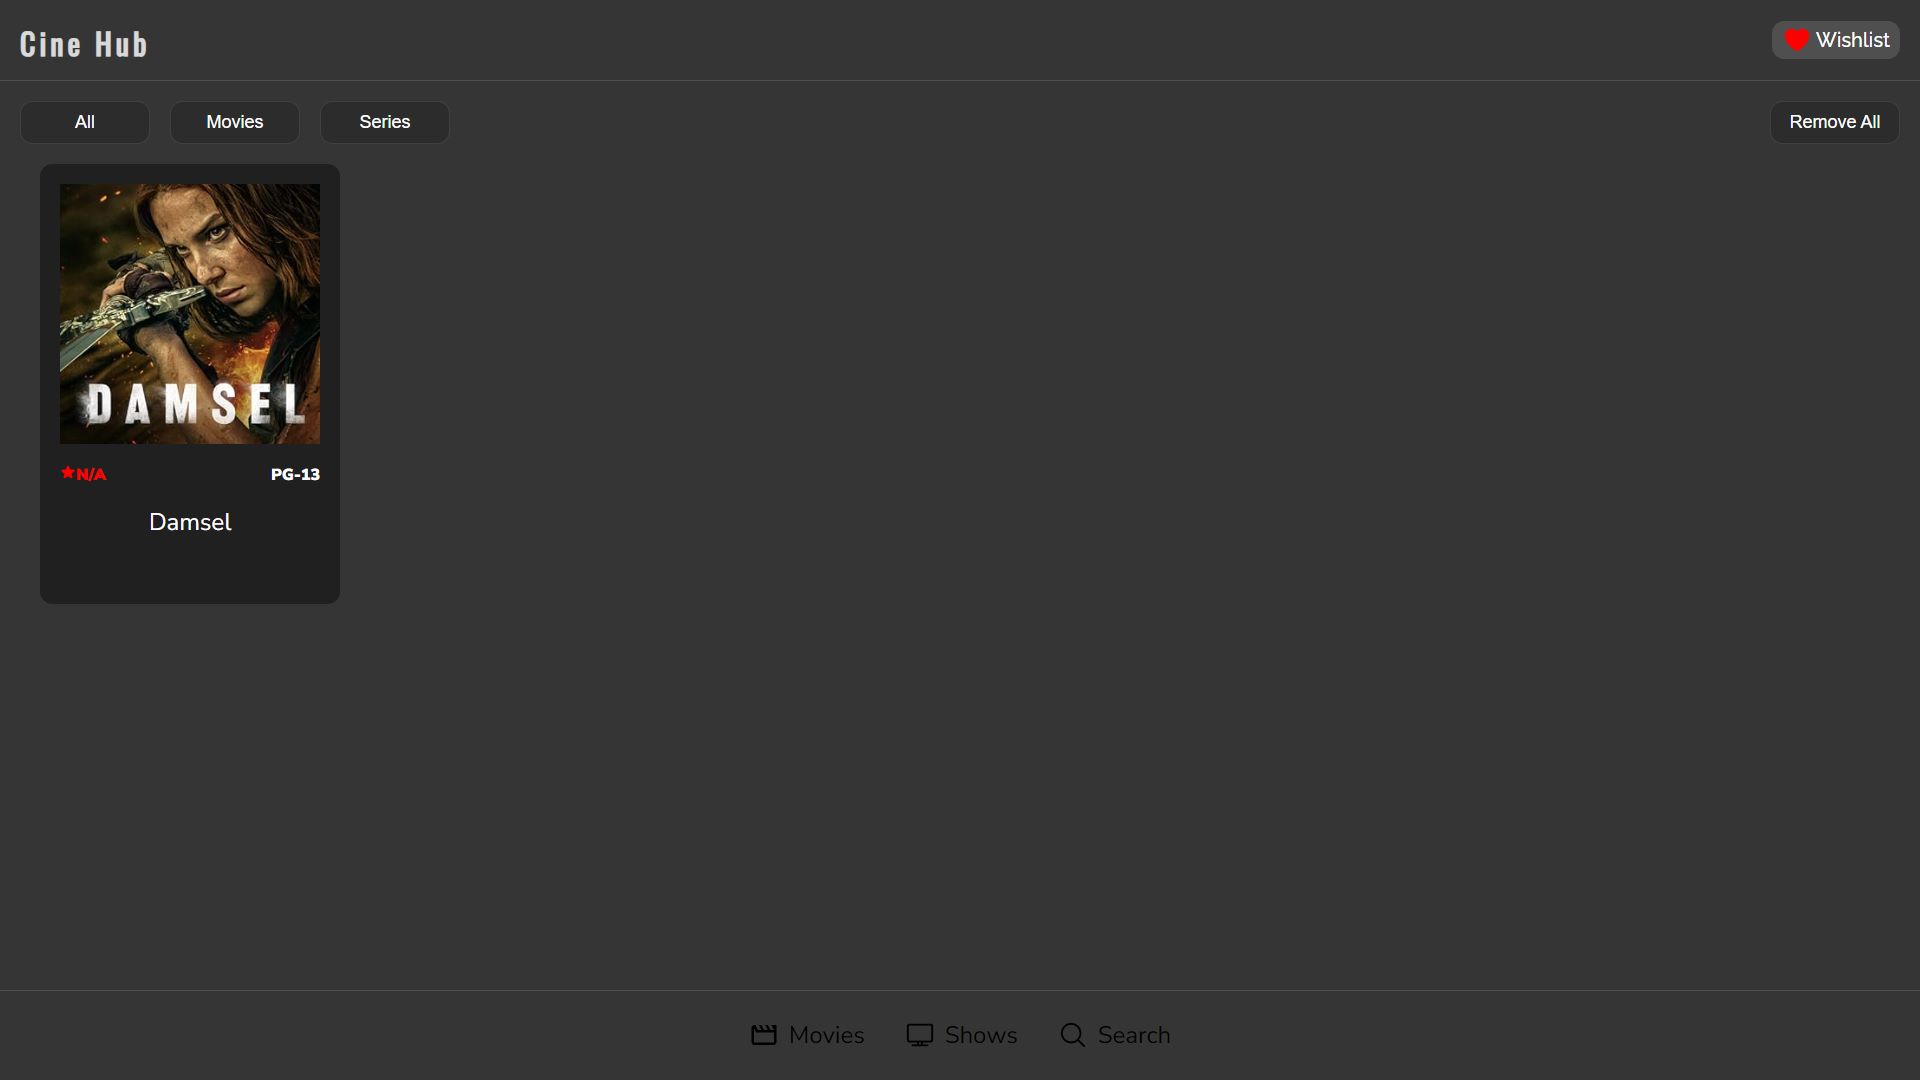 Cine Hub
Wishlist
All
Movies
Series
Remove All
DAMSEL
N/A
PG-13
Damsel
Movies
Shows
Search